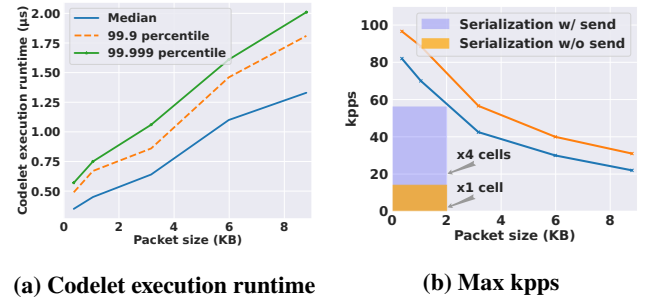 Codelet execution runtime (µs)
2.00
1.75
1.50
1.25
1.00
0.75
0.50
Median
99.9 percentile
99.999 percentile
0 2 4 6 8
Packet size (KB)
(a) Codelet execution runtime
kpps
100
80
60
40
20
0
Serialization w/ send
Serialization w/o send
x4 cells
x1 cell
0 2 4 6 8
Packet size (KB)
(b) Max kpps